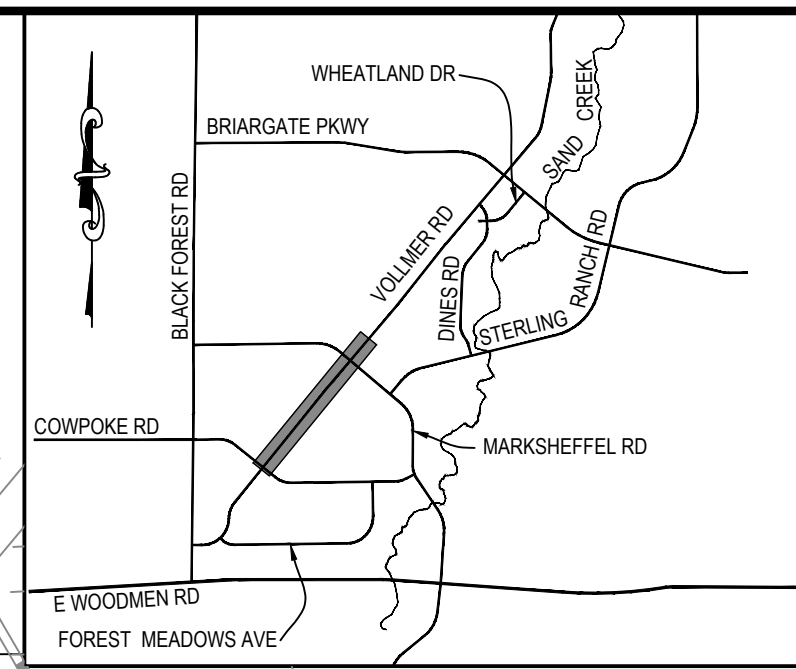 WHEATLAND DR
BRIARGATE PKWY
SAND CREEK
BLACK FOREST RD
VOLLMER RD
DINES RD
STERLING RANCH RD
COWPOKE RD
MARKSHEFFEL RD
E WOODMEN RD
FOREST MEADOWS AVE